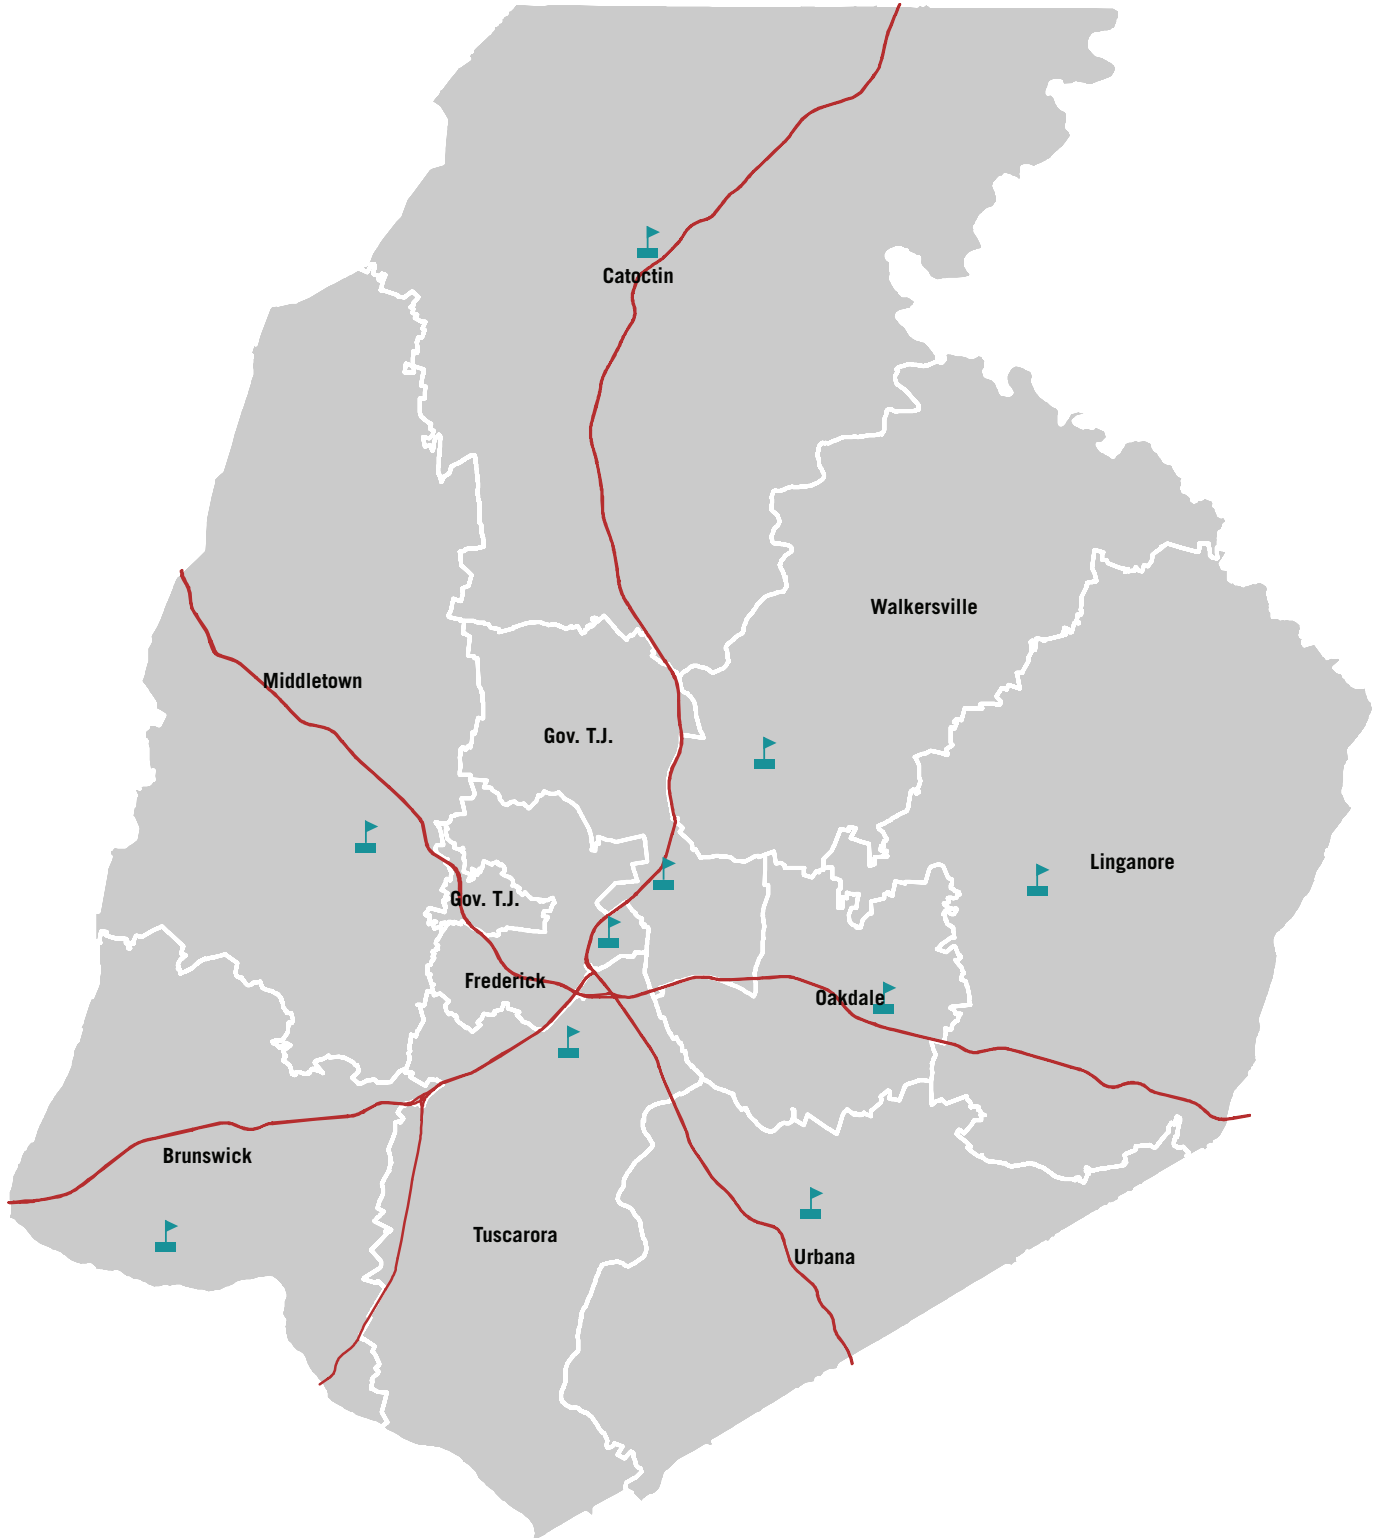 Catoctin
Walkersville
Middletown
Gov. T.J.
Linganore
Gov. T.J.
Frederick
Oakdale
Brunswick
Tuscarora
Urbana